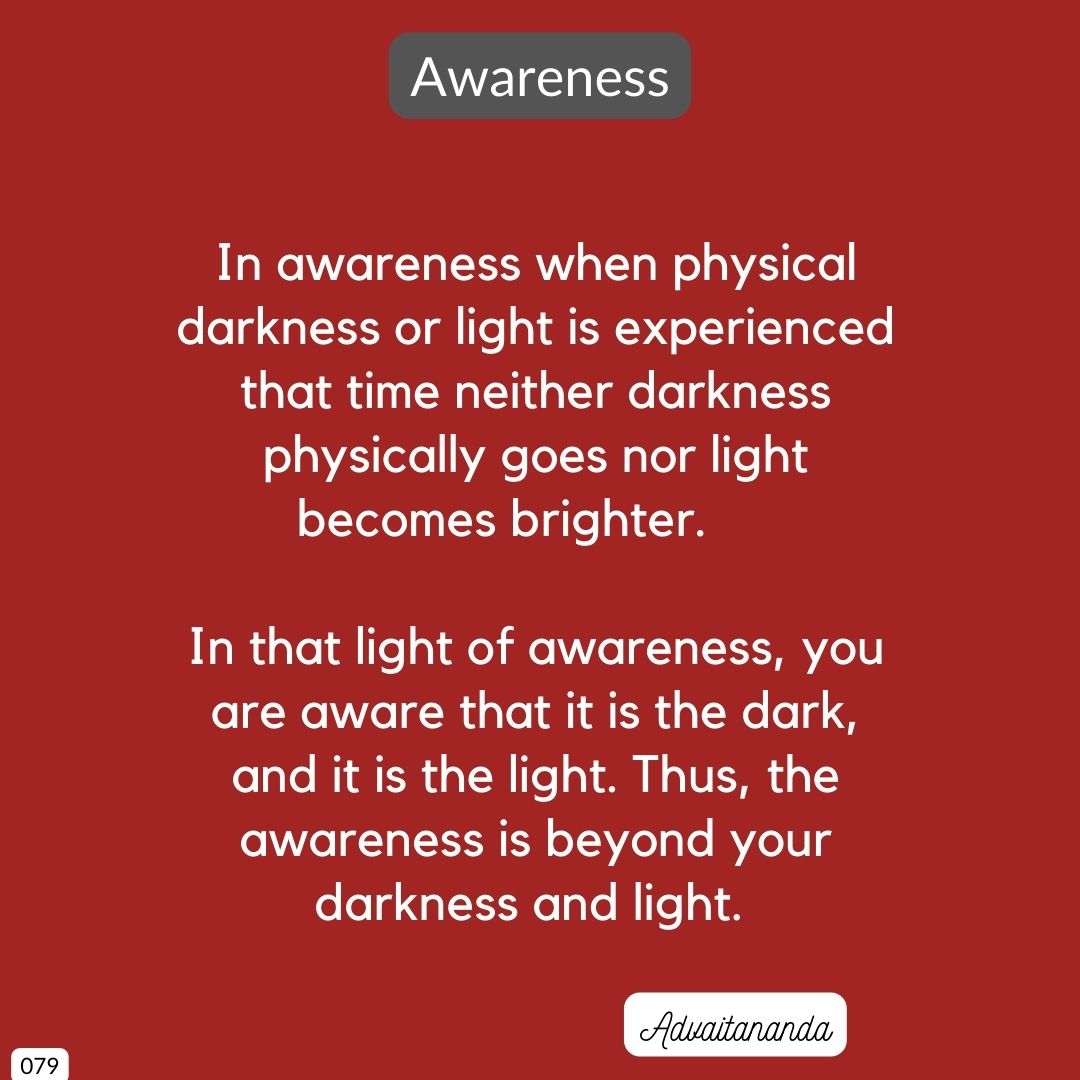 Awareness
In awareness when physical
darkness or light is experienced
that time neither darkness
physically goes nor light
becomes brighter.
In that light of awareness, you
are aware that it is the dark,
and it is the light. Thus, the
awareness is beyond your
darkness and light.
Advaitananda
079